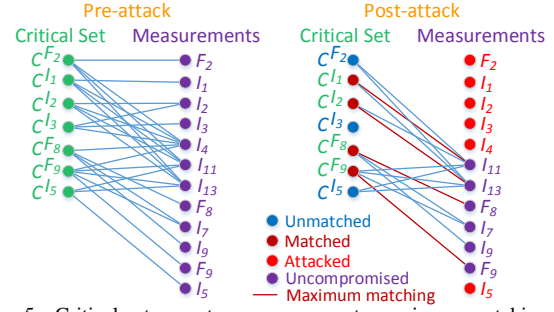 Pre-attack
Post-attack
Critical Set Measurements
Critical Set Measurements
C^F2
C^I1
C^I2
C^I3
C^F8
C^F9
C^I5
F2
I1
I2
I3
I4
I11
I13
F8
I7
I9
F9
I5
C^F2
C^I1
C^I2
C^I3
C^F8
C^F9
C^I5
F2
I1
I2
I3
I4
I11
I13
F8
I7
I9
F9
I5
Unmatched
Matched
Attacked
Uncompromised
Maximum matching